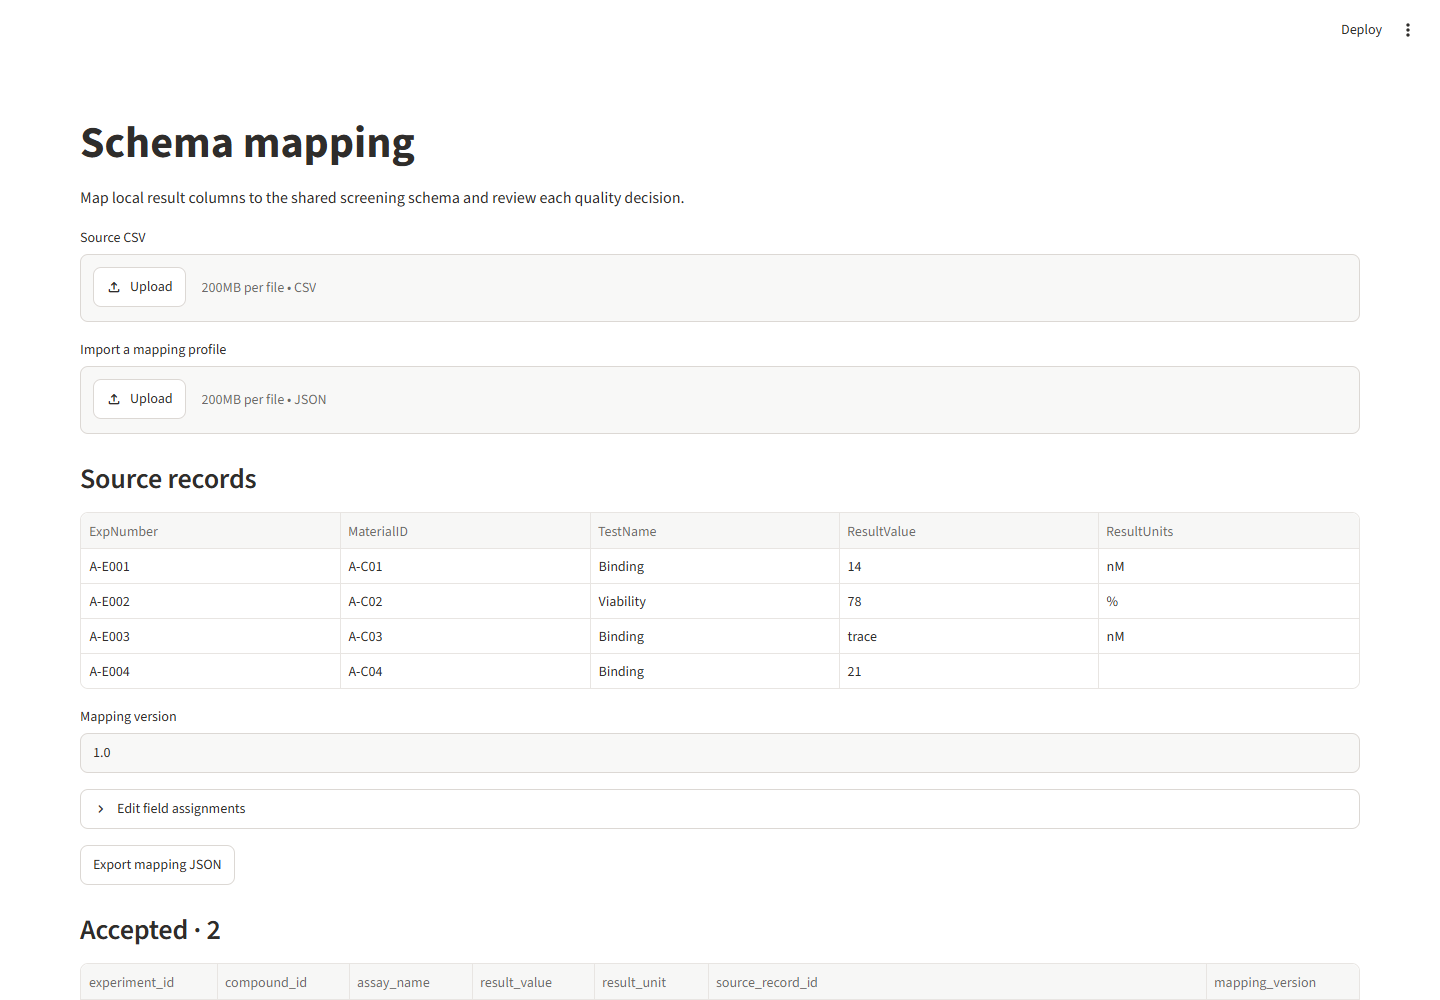 Deploy
Schema mapping
Map local result columns to the shared screening schema and review each quality decision.
Source CSV
Upload 200MB per file • CSV
Import a mapping profile
Upload 200MB per file • JSON
Source records
ExpNumber MaterialID TestName ResultValue ResultUnits
A-E001 A-C01 Binding 14 nM
A-E002 A-C02 Viability 78 %
A-E003 A-C03 Binding trace nM
A-E004 A-C04 Binding 21
Mapping version
1.0
Edit field assignments
Export mapping JSON
Accepted · 2
experiment_id compound_id assay_name result_value result_unit source_record_id mapping_version